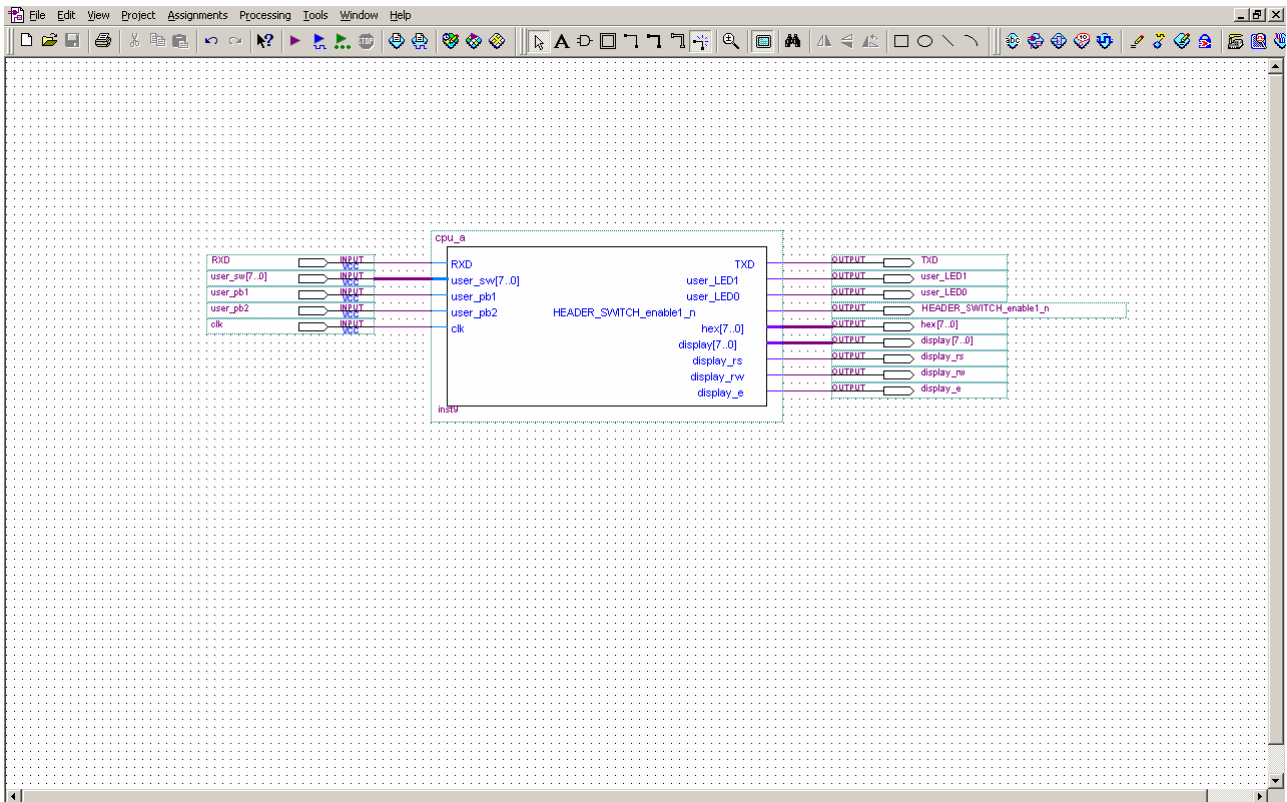 File Edit View Project Assignments Processing Tools Window Help
cpu_a
RXD INPUT VCC
user_sw[7..0] INPUT VCC
user_pb1 INPUT VCC
user_pb2 INPUT VCC
clk INPUT VCC
RXD TXD
user_sw[7..0] user_LED1
user_pb1 user_LED0
user_pb2 HEADER_SWITCH_enable1_n
clk hex[7..0]
display[7..0]
display_rs
display_rw
display_e
inst9
OUTPUT TXD
OUTPUT user_LED1
OUTPUT user_LED0
OUTPUT HEADER_SWITCH_enable1_n
OUTPUT hex[7..0]
OUTPUT display[7..0]
OUTPUT display_rs
OUTPUT display_rw
OUTPUT display_e